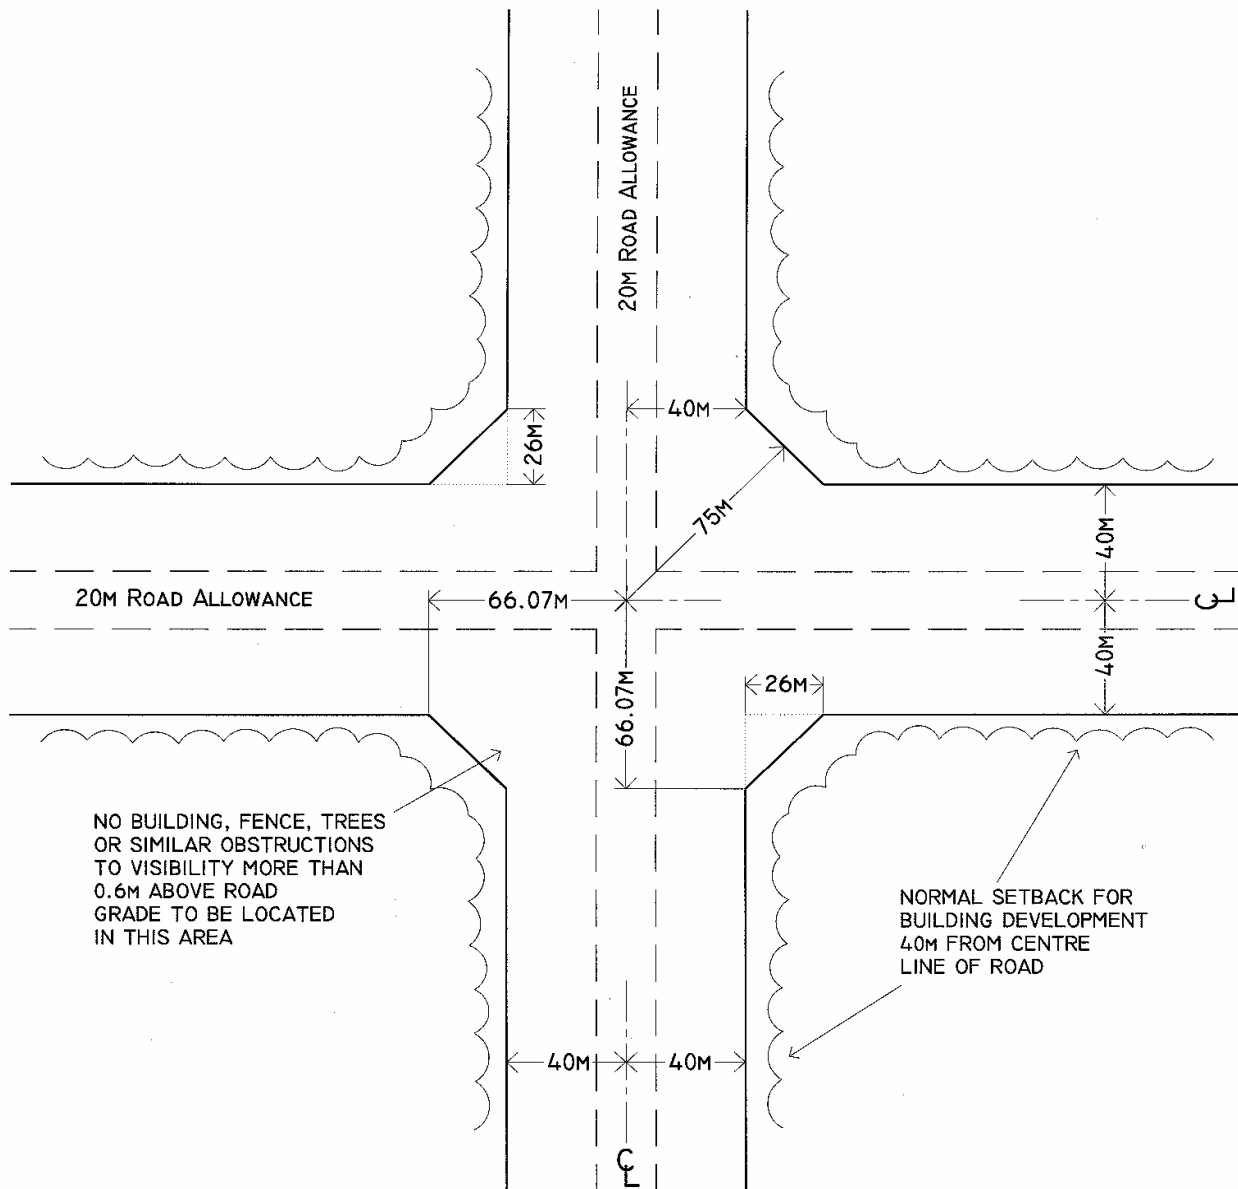 20M ROAD ALLOWANCE
40M
26M
75M
40M
20M ROAD ALLOWANCE
66.07M
℄
40M
26M
66.07M
NO BUILDING, FENCE, TREES
OR SIMILAR OBSTRUCTIONS
TO VISIBILITY MORE THAN
0.6M ABOVE ROAD
GRADE TO BE LOCATED
IN THIS AREA
NORMAL SETBACK FOR
BUILDING DEVELOPMENT
40M FROM CENTRE
LINE OF ROAD
40M
40M
℄